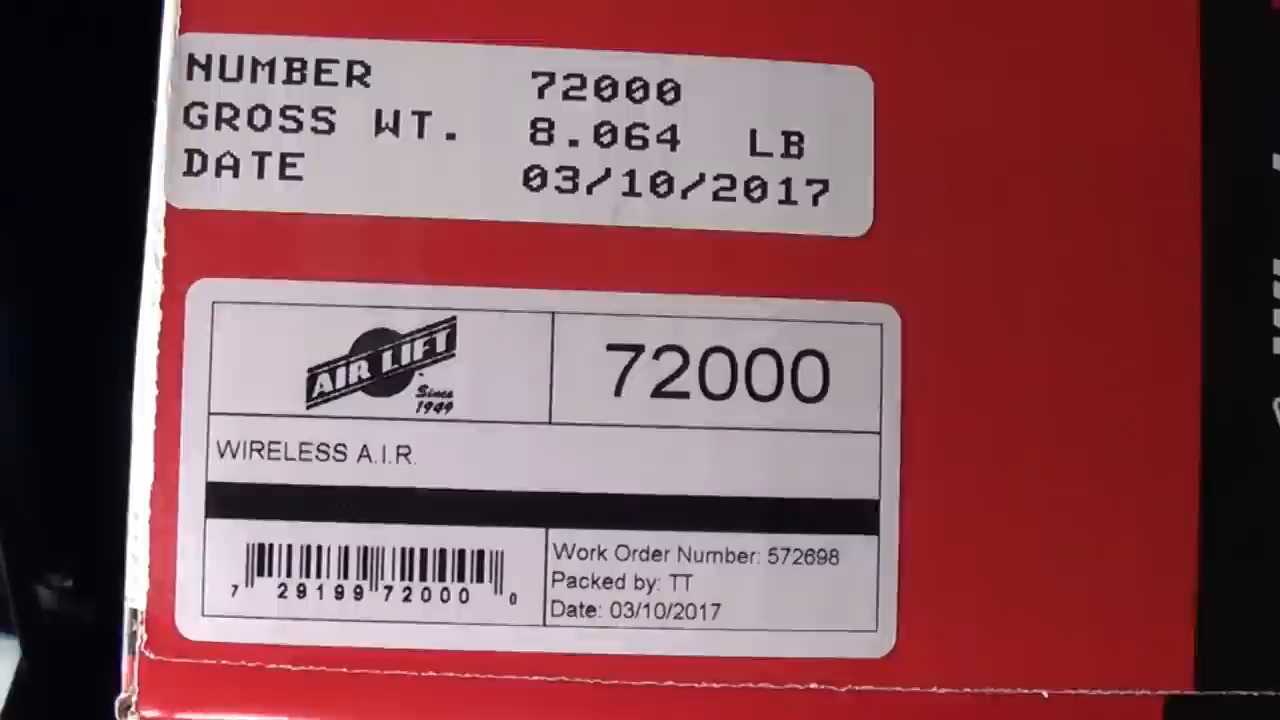 NUMBER 72000
GROSS WT. 8.064 LB
DATE 03/10/2017
AIR LIFT
Since
1949
72000
WIRELESS A.I.R.
7 29199 72000 0
Work Order Number: 572698
Packed by: TT
Date: 03/10/2017